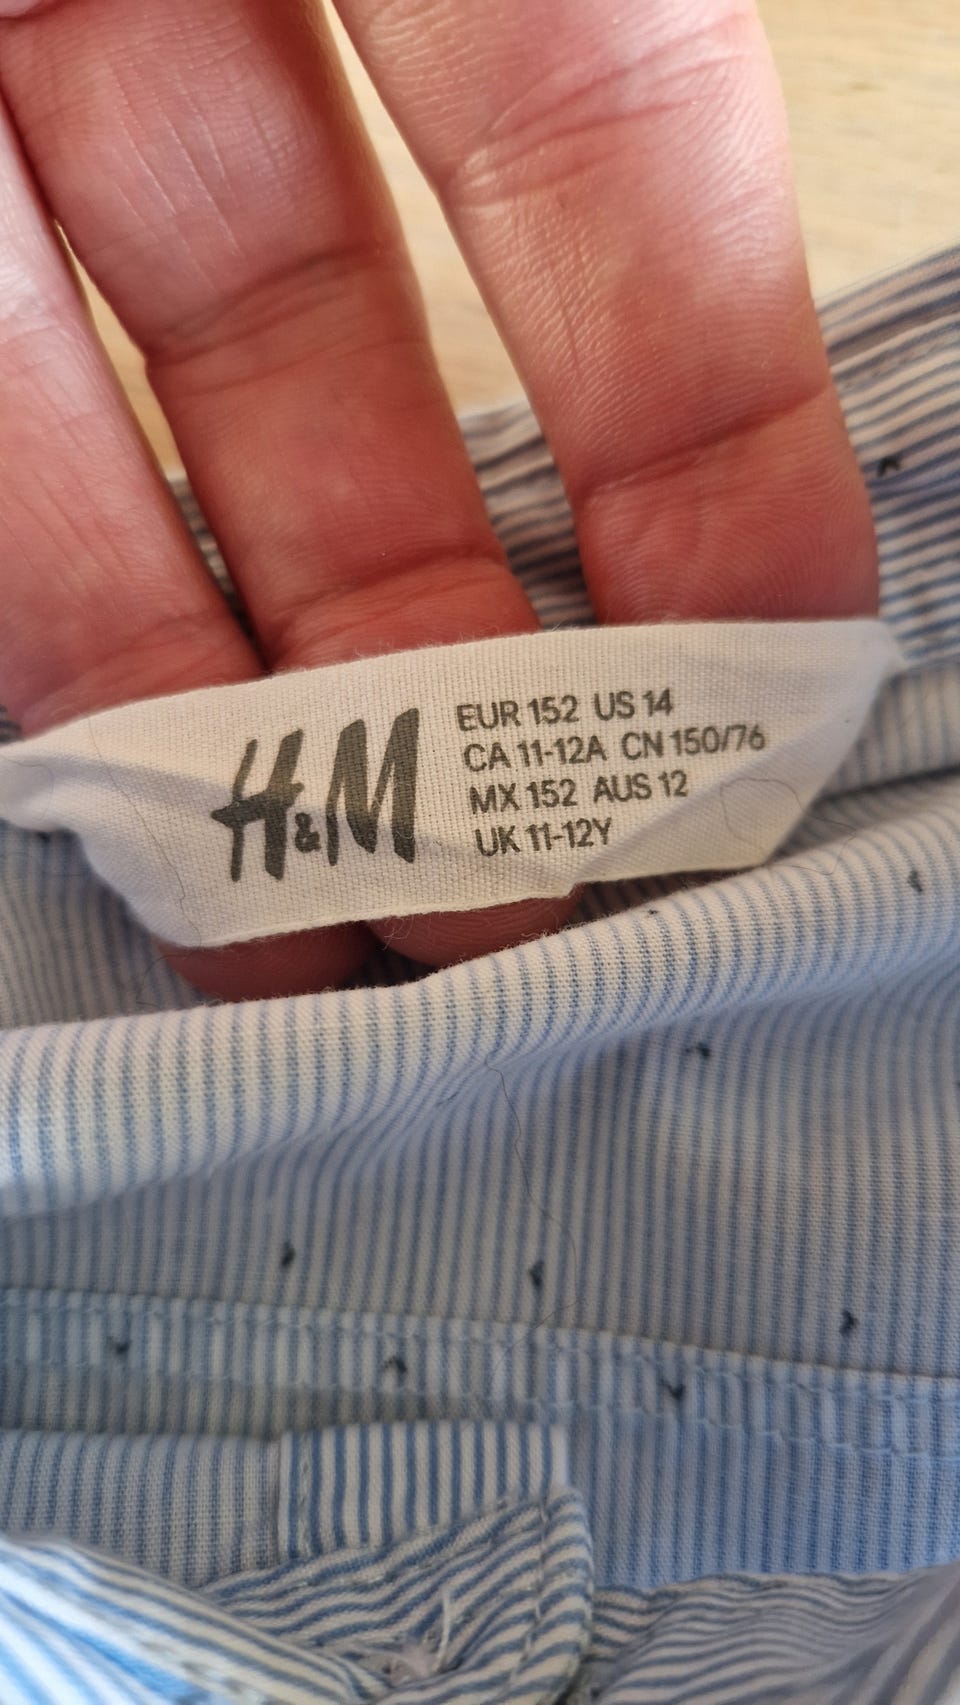 H&M
EUR 152 US 14
CA 11-12A CN 150/76
MX 152 AUS 12
UK 11-12Y